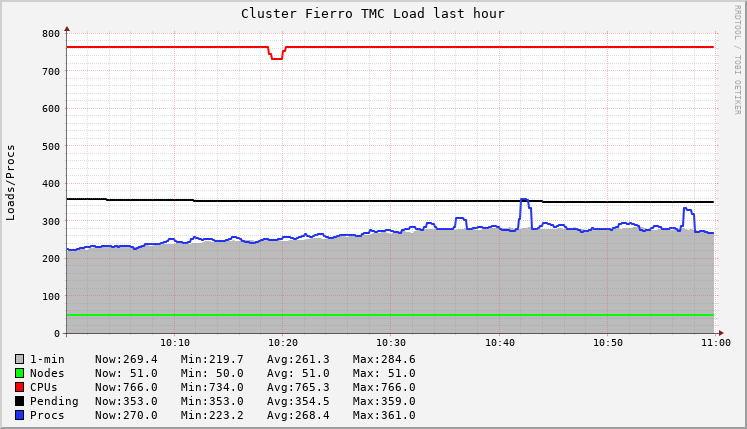 Cluster Fierro TMC Load last hour
RRDTOOL / TOBI OETIKER
Loads/Procs
800
700
600
500
400
300
200
100
0
10:10 10:20 10:30 10:40 10:50 11:00
1-min Now:269.4 Min:219.7 Avg:261.3 Max:284.6
Nodes Now: 51.0 Min: 50.0 Avg: 51.0 Max: 51.0
CPUs Now:766.0 Min:734.0 Avg:765.3 Max:766.0
Pending Now:353.0 Min:353.0 Avg:354.5 Max:359.0
Procs Now:270.0 Min:223.2 Avg:268.4 Max:361.0